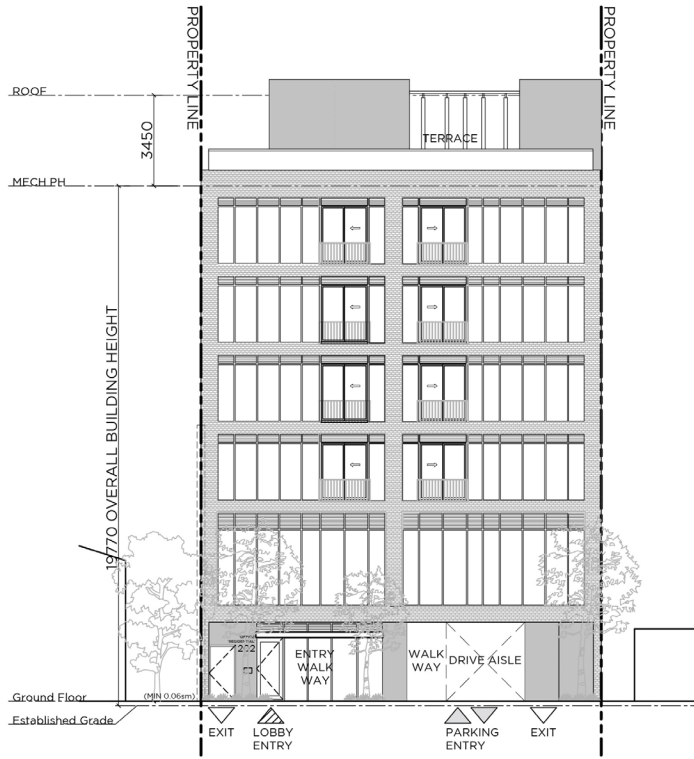 PROPERTY LINE
PROPERTY LINE
ROOF
3450
TERRACE
MECH PH
19770 OVERALL BUILDING HEIGHT
202
ENTRY
WALK
WAY
WALK
WAY
DRIVE AISLE
Ground Floor
(MIN 0.06sm)
Established Grade
EXIT
LOBBY
ENTRY
PARKING
ENTRY
EXIT